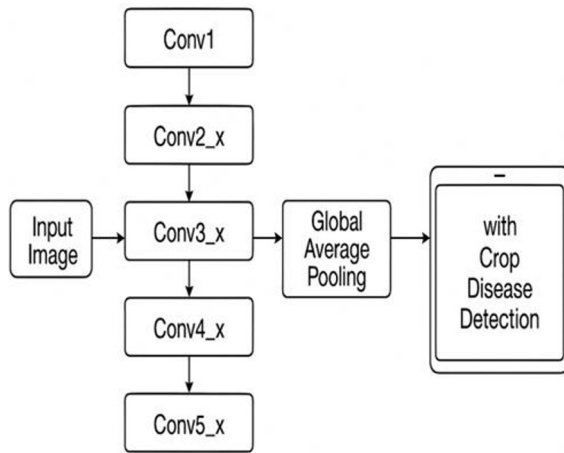 Conv1
Conv2_x
Input
Image
Conv3_x
Global
Average
Pooling
with
Crop
Disease
Detection
Conv4_x
Conv5_x